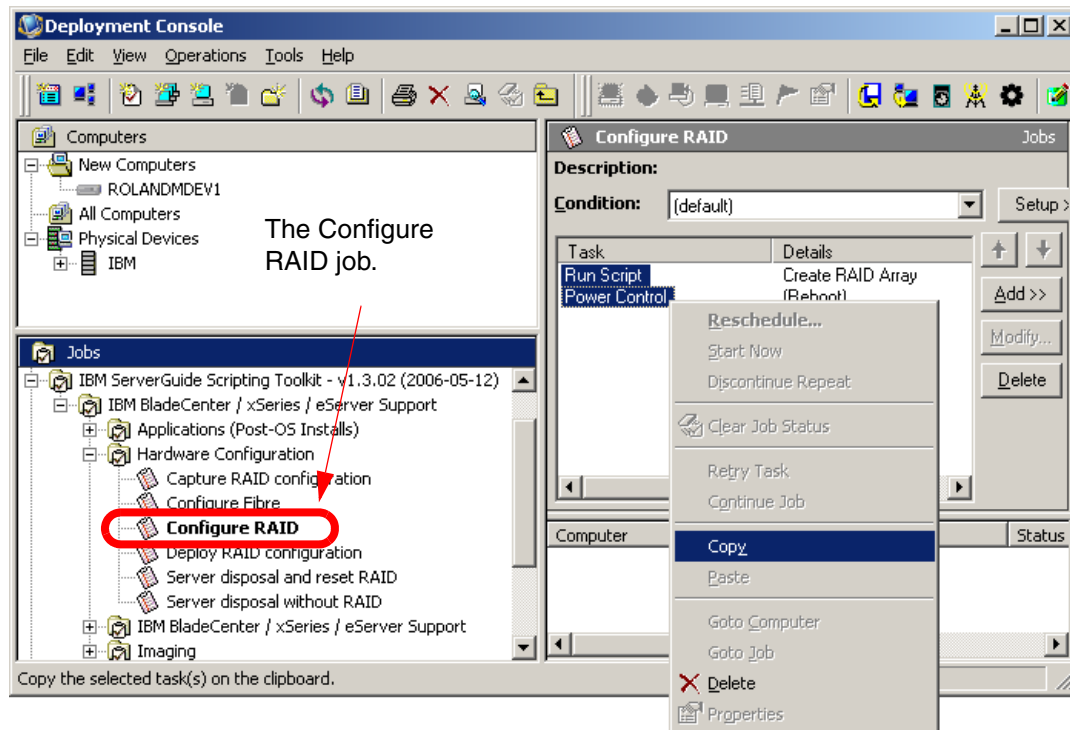 Deployment Console
File Edit View Operations Tools Help
Computers
New Computers
ROLANDMDEV1
All Computers
Physical Devices
IBM
The Configure
RAID job.
Jobs
IBM ServerGuide Scripting Toolkit - v1.3.02 (2006-05-12)
IBM BladeCenter / xSeries / eServer Support
Applications (Post-OS Installs)
Hardware Configuration
Capture RAID configuration
Configure Fibre
Configure RAID
Deploy RAID configuration
Server disposal and reset RAID
Server disposal without RAID
IBM BladeCenter / xSeries / eServer Support
Imaging
Copy the selected task(s) on the clipboard.
Configure RAID Jobs
Description:
Condition: (default) Setup >
Task Details
Run Script Create RAID Array
Power Control (Reboot)
Add >>
Modify...
Delete
Computer Status
Reschedule...
Start Now
Discontinue Repeat
Clear Job Status
Retry Task
Continue Job
Copy
Paste
Goto Computer
Goto Job
Delete
Properties